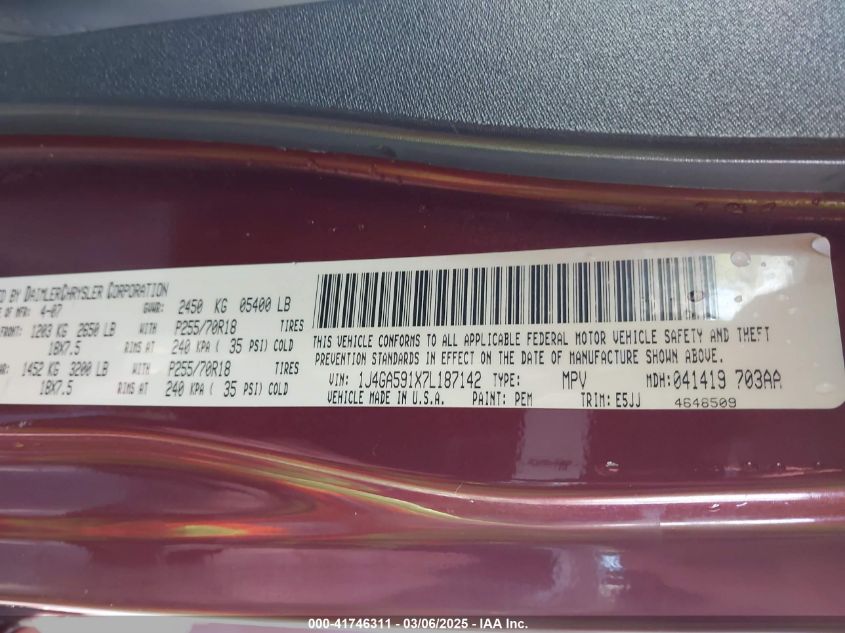 D BY DAIMLERCHRYSLER CORPORATION
OF MFR: 4-07 GVWR: 2450 KG 05400 LB
FRONT: 1203 KG 2650 LB WITH P255/70R18 TIRES
18X7.5 RIMS AT 240 KPA ( 35 PSI) COLD
1452 KG 3200 LB WITH P255/70R18 TIRES
18X7.5 RIMS AT 240 KPA ( 35 PSI) COLD
THIS VEHICLE CONFORMS TO ALL APPLICABLE FEDERAL MOTOR VEHICLE SAFETY AND THEFT
PREVENTION STANDARDS IN EFFECT ON THE DATE OF MANUFACTURE SHOWN ABOVE.
VIN: 1J4GA591X7L187142 TYPE: MPV MDH: 041419 703AA
VEHICLE MADE IN U.S.A. PAINT: PEM TRIM: E5JJ 4648509
000-41746311 - 03/06/2025 - IAA Inc.